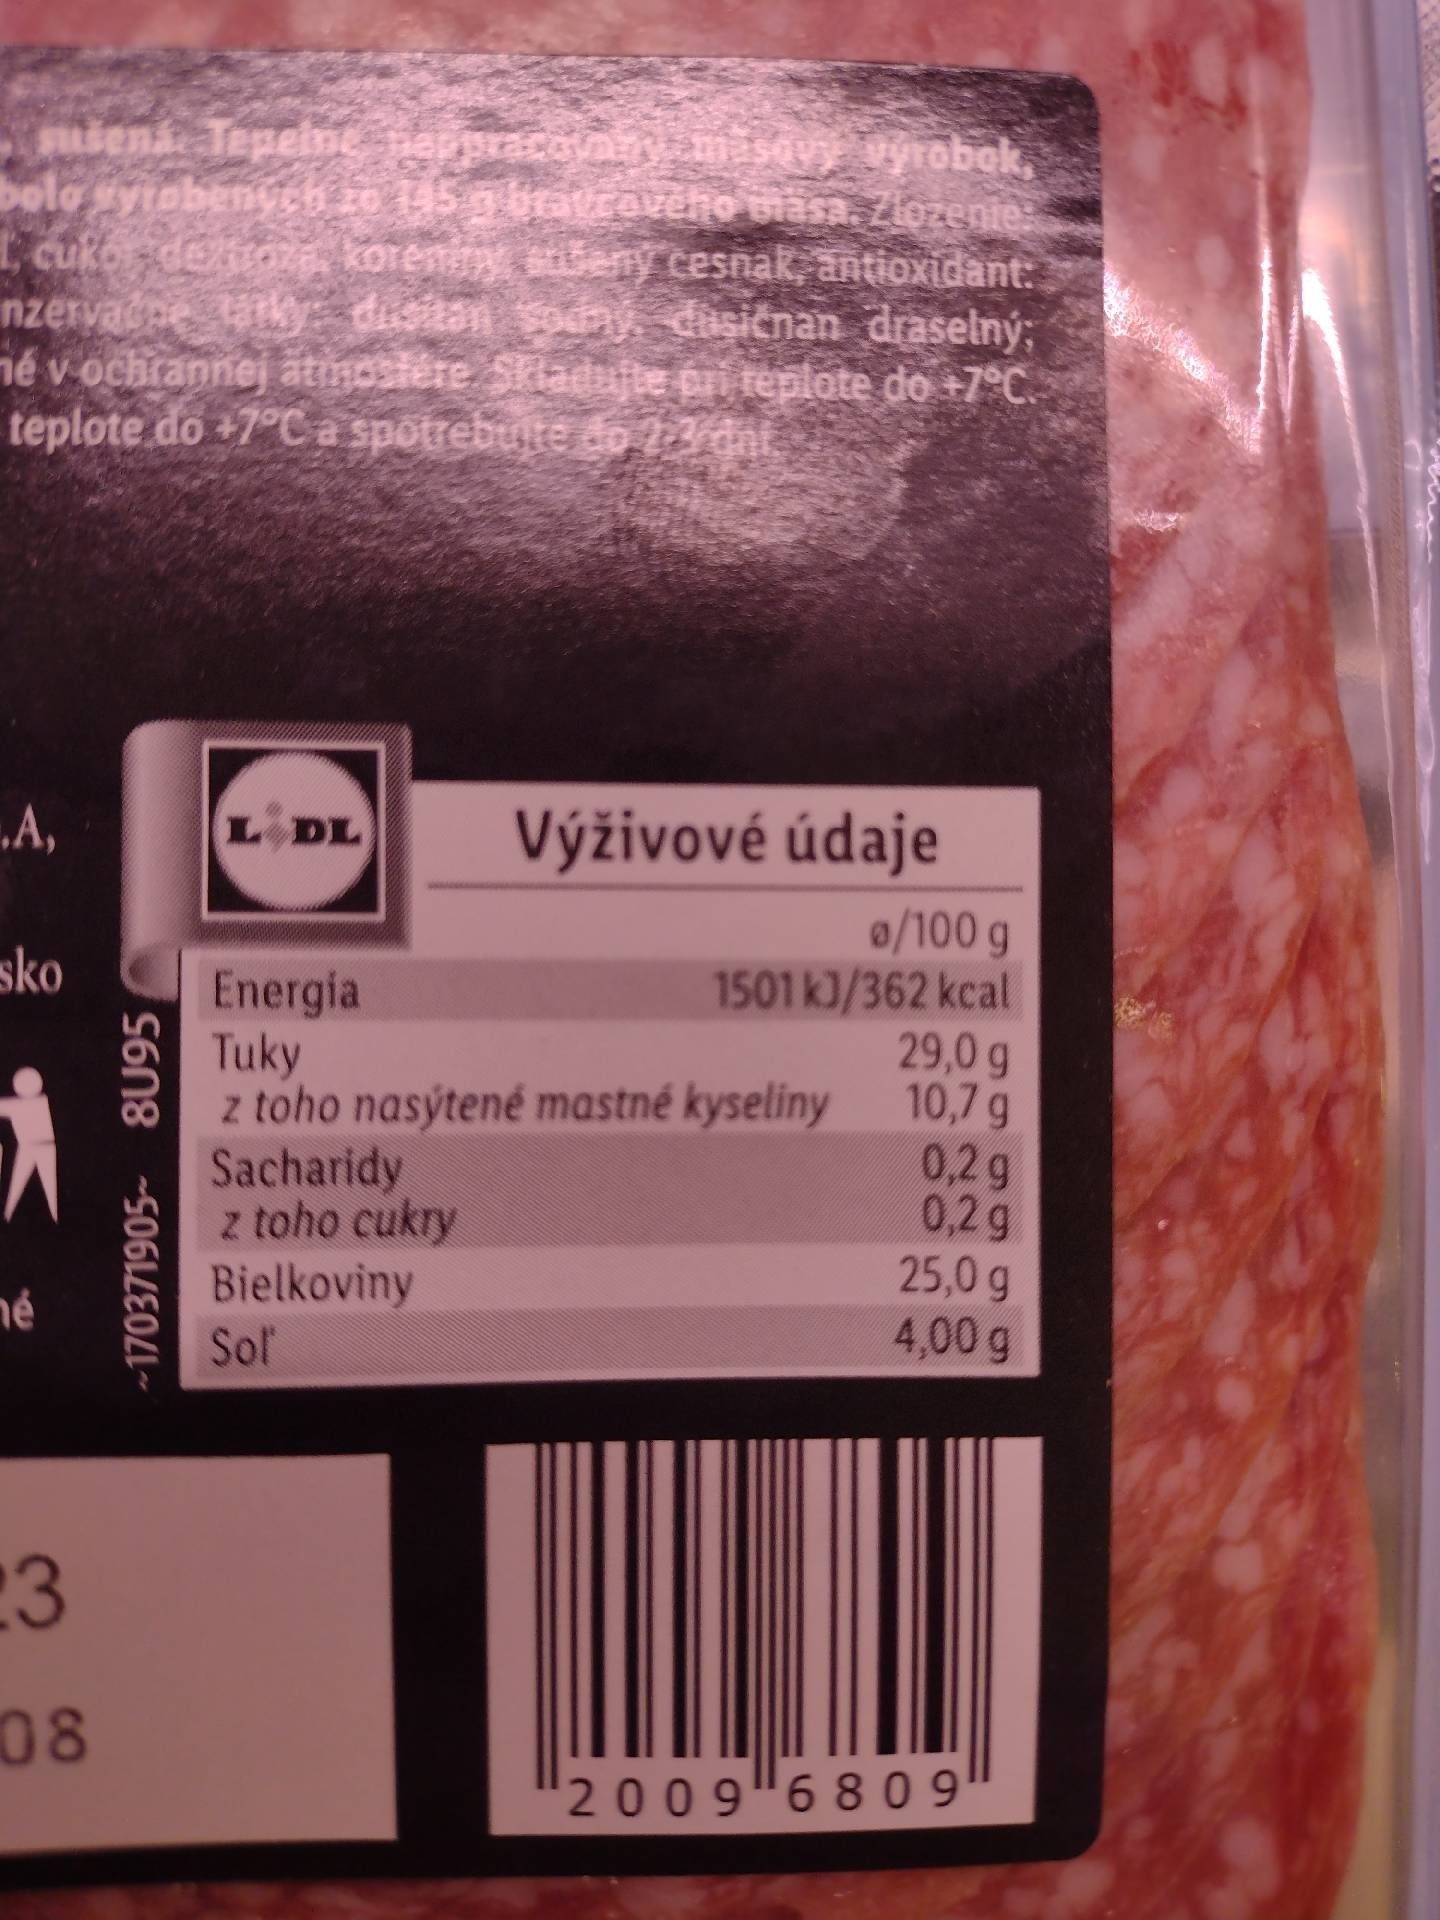 , sušená. Tepelne neopracovaný mäsový výrobok,
bolo vyrobených zo 145 g bravčového mäsa. Zloženie:
l, cukor, dextróza, koreniny, sušený cesnak, antioxidant:
nzervačné látky: dusitan sodný, dusičnan draselný;
né v ochrannej atmosfére. Skladujte pri teplote do +7°C.
teplote do +7°C a spotrebujte do 2-3 dní.
LIDL
Výživové údaje
.A,
ø/100 g
sko
Energia 1501 kJ/362 kcal
Tuky 29,0 g
z toho nasýtené mastné kyseliny 10,7 g
Sacharidy 0,2 g
z toho cukry 0,2 g
Bielkoviny 25,0 g
né
Soľ 4,00 g
~170371905~ 8U95
23
08
2009 6809